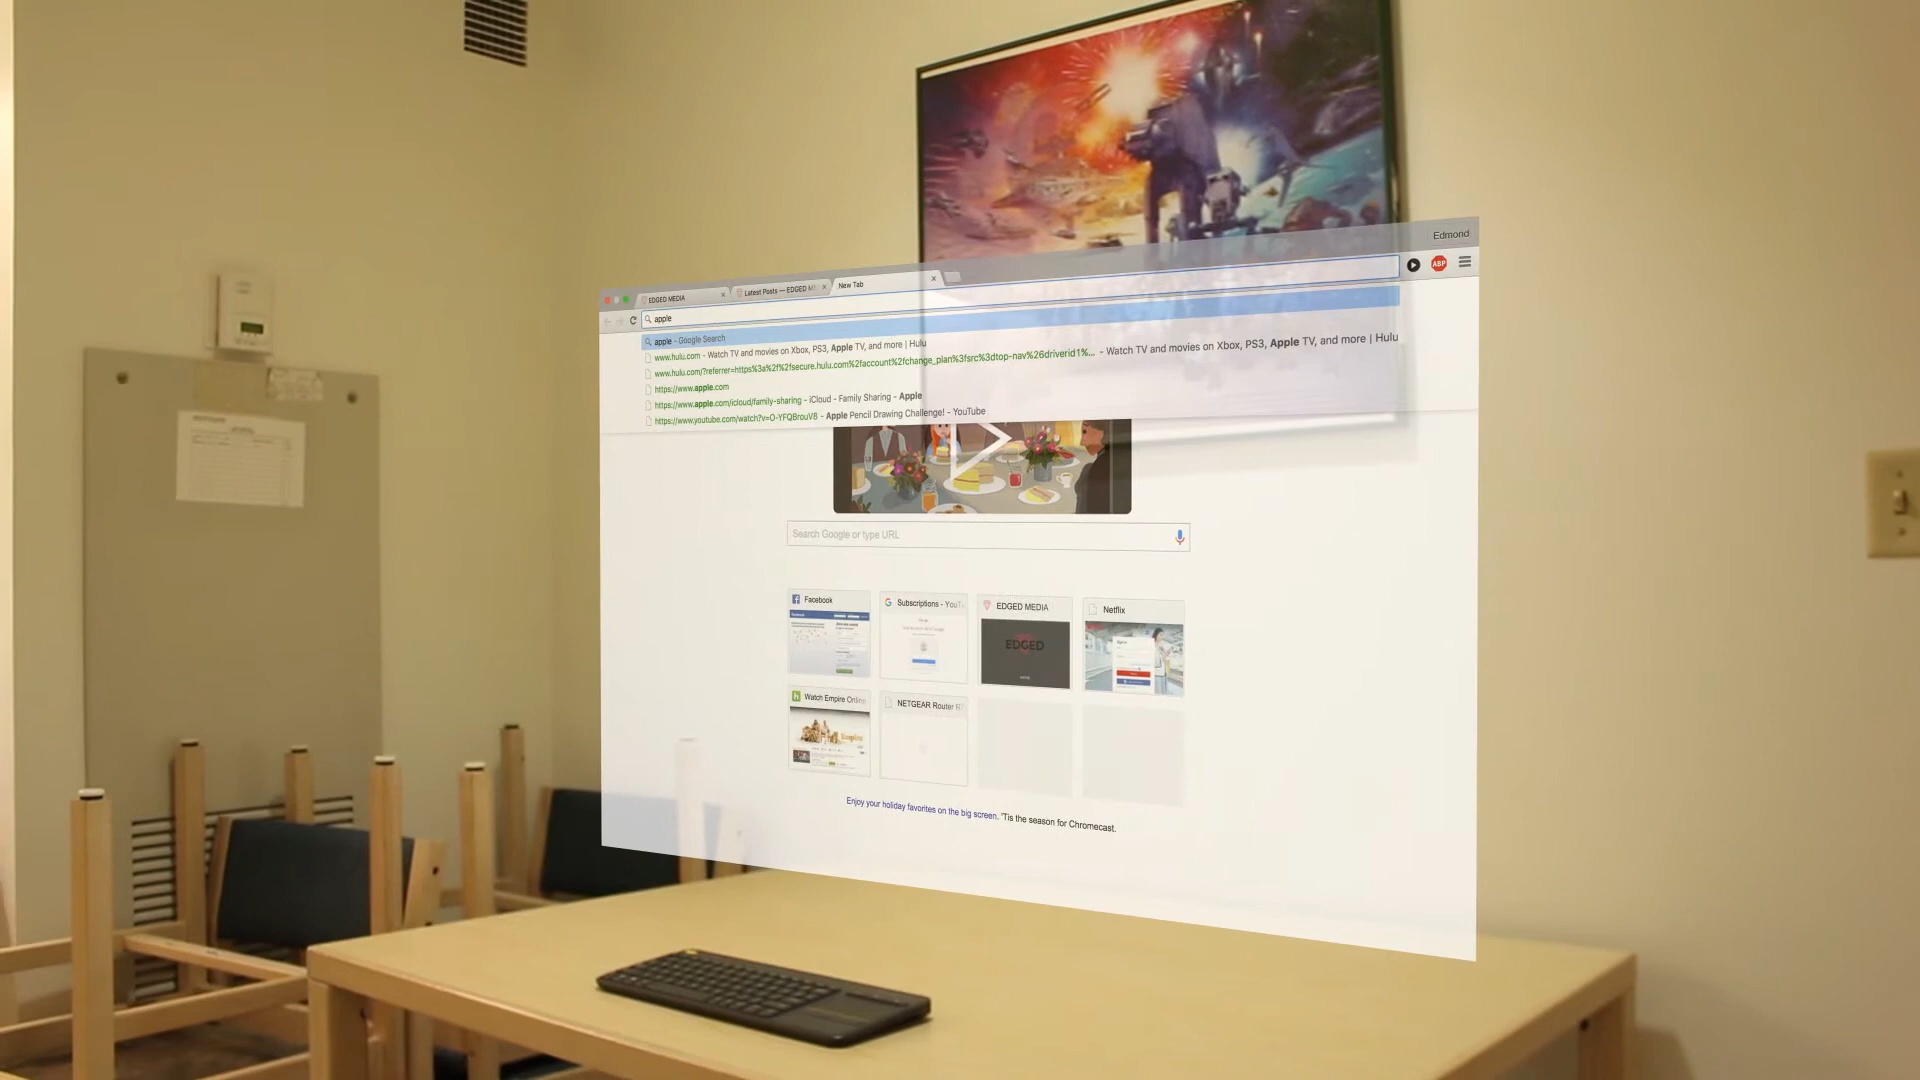 Edmond
EDGED MEDIA
Latest Posts — EDGED M
New Tab
ABP
apple
apple - Google Search
www.hulu.com - Watch TV and movies on Xbox, PS3, Apple TV, and more | Hulu
www.hulu.com/?referrer=https%3a%2f%2fsecure.hulu.com%2faccount%2fchange_plan%3fsrc%3dtop-nav%26driverid1%... - Watch TV and movies on Xbox, PS3, Apple TV, and more | Hulu
https://www.apple.com
https://www.apple.com/icloud/family-sharing - iCloud - Family Sharing - Apple
https://www.youtube.com/watch?v=O-YFQBrouV8 - Apple Pencil Drawing Challenge! - YouTube
Search Google or type URL
Facebook
Subscriptions - YouT
EDGED MEDIA
Netflix
EDGED
Watch Empire Online
NETGEAR Router R7
Empire
Enjoy your holiday favorites on the big screen. 'Tis the season for Chromecast.